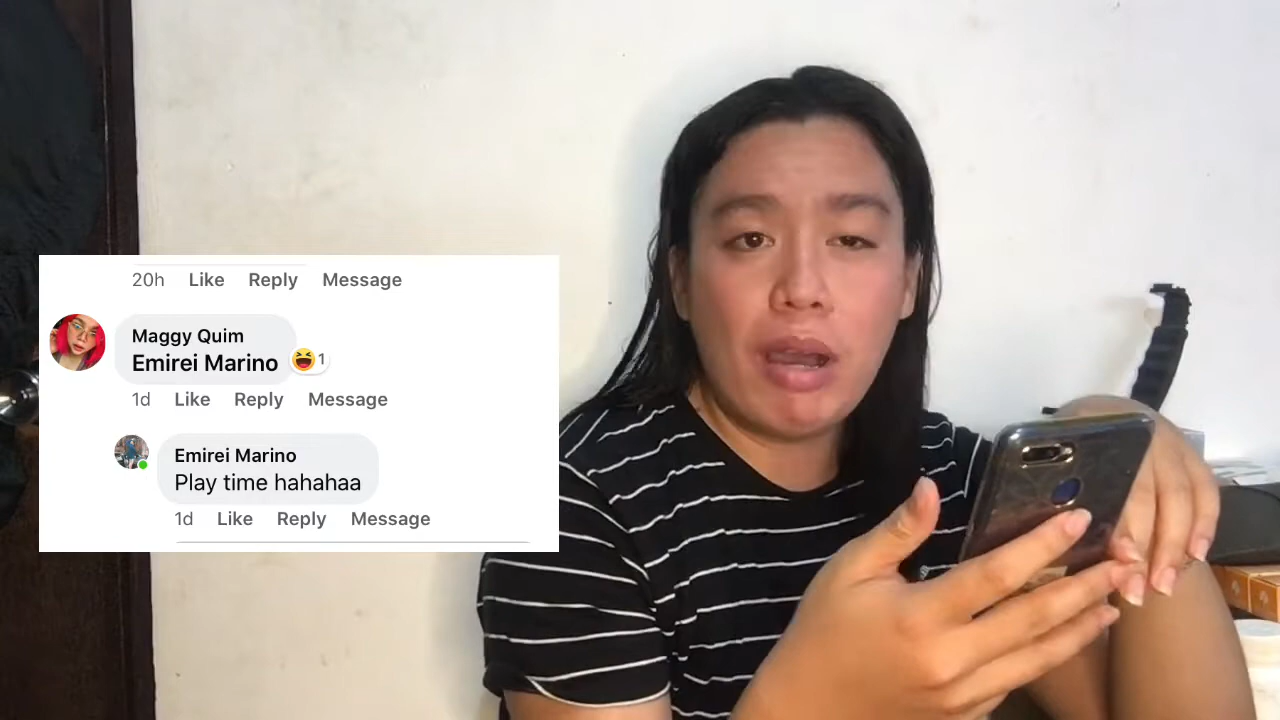 20h Like Reply Message
Maggy Quim
Emirei Marino 1
1d Like Reply Message
Emirei Marino
Play time hahahaa
1d Like Reply Message